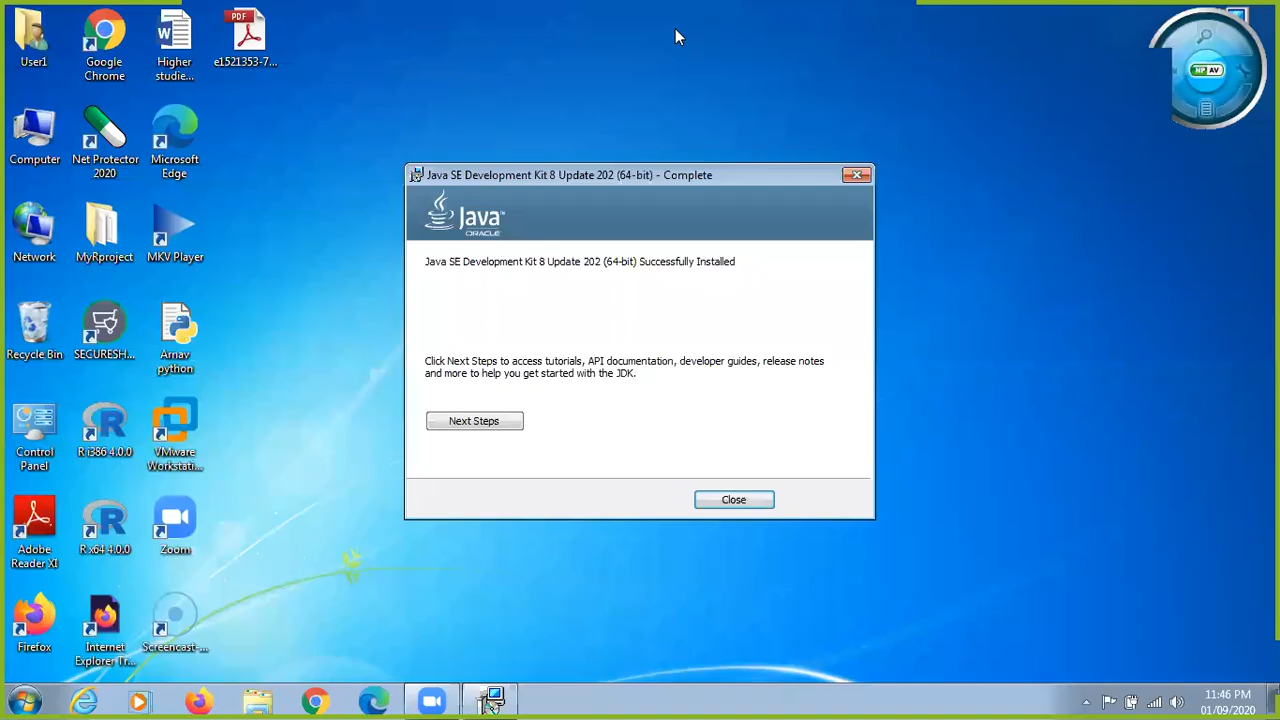 User1
Google
Chrome
Higher
studie...
PDF
e1521353-7...
Computer
Net Protector
2020
Microsoft
Edge
Network
MyRproject
MKV Player
Recycle Bin
SECURESH...
Arnav
python
Control
Panel
R i386 4.0.0
VMware
Workstati...
Adobe
Reader XI
R x64 4.0.0
Zoom
Firefox
Internet
Explorer Tr...
Screencast-...
NP AV
Java SE Development Kit 8 Update 202 (64-bit) - Complete
Java™
ORACLE
Java SE Development Kit 8 Update 202 (64-bit) Successfully Installed
Click Next Steps to access tutorials, API documentation, developer guides, release notes
and more to help you get started with the JDK.
Next Steps
Close
11:46 PM
01/09/2020